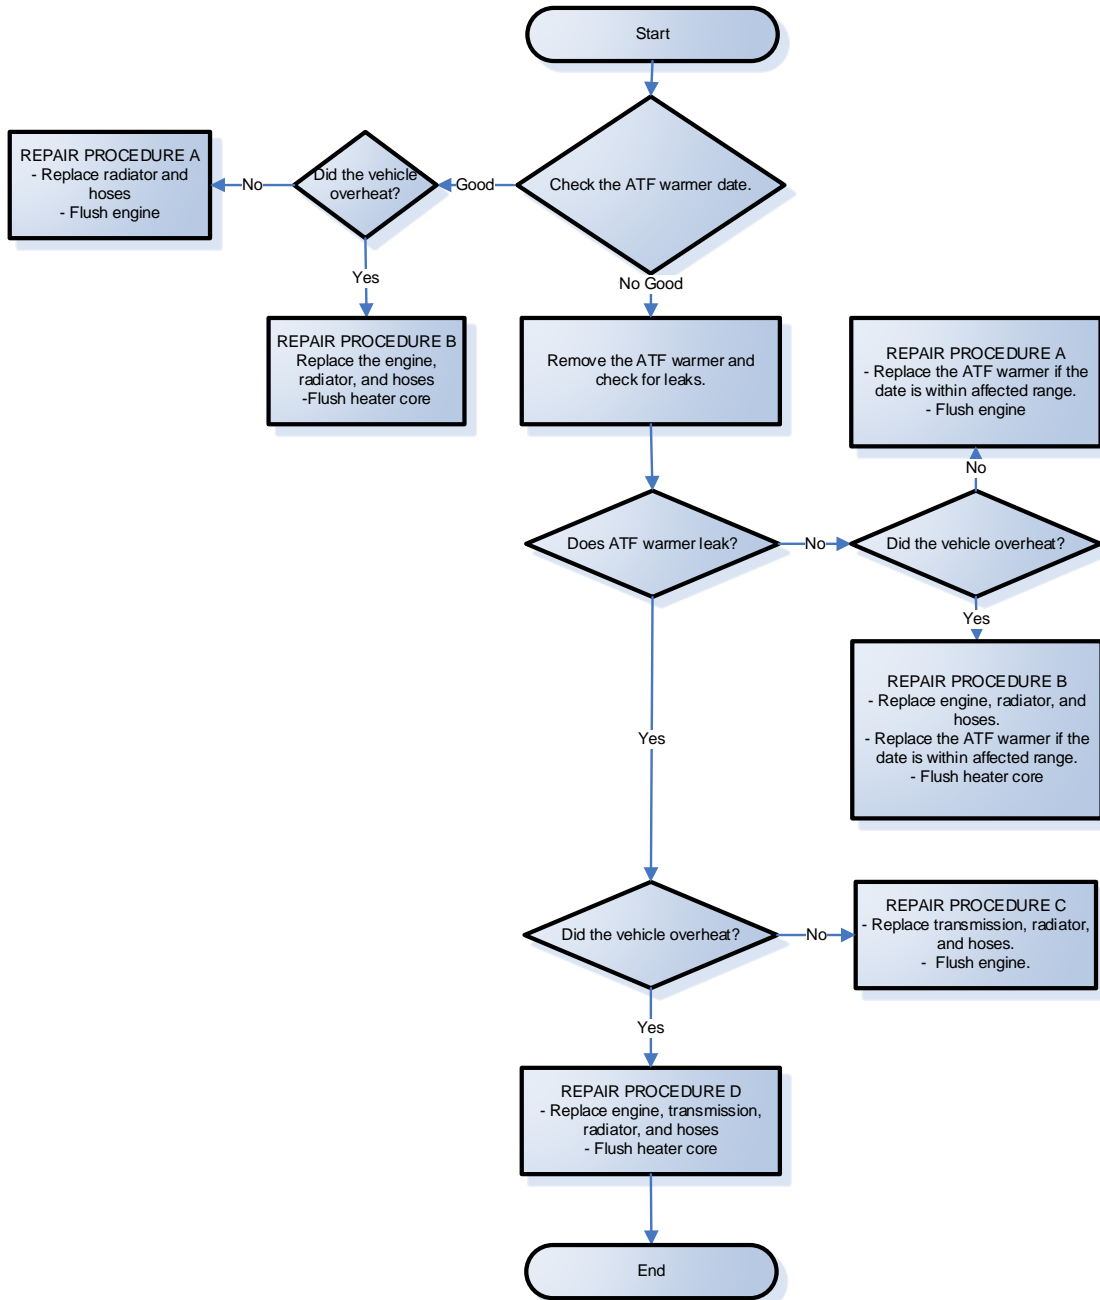 Start
Check the ATF warmer date.
Good
Did the vehicle
overheat?
No
REPAIR PROCEDURE A
- Replace radiator and
hoses
- Flush engine
Yes
REPAIR PROCEDURE B
Replace the engine,
radiator, and hoses
-Flush heater core
No Good
Remove the ATF warmer and
check for leaks.
Does ATF warmer leak?
No
Did the vehicle overheat?
No
REPAIR PROCEDURE A
- Replace the ATF warmer if the
date is within affected range.
- Flush engine
Yes
REPAIR PROCEDURE B
- Replace engine, radiator, and
hoses.
- Replace the ATF warmer if the
date is within affected range.
- Flush heater core
Yes
Did the vehicle overheat?
No
REPAIR PROCEDURE C
- Replace transmission, radiator,
and hoses.
- Flush engine.
Yes
REPAIR PROCEDURE D
- Replace engine, transmission,
radiator, and hoses
- Flush heater core
End